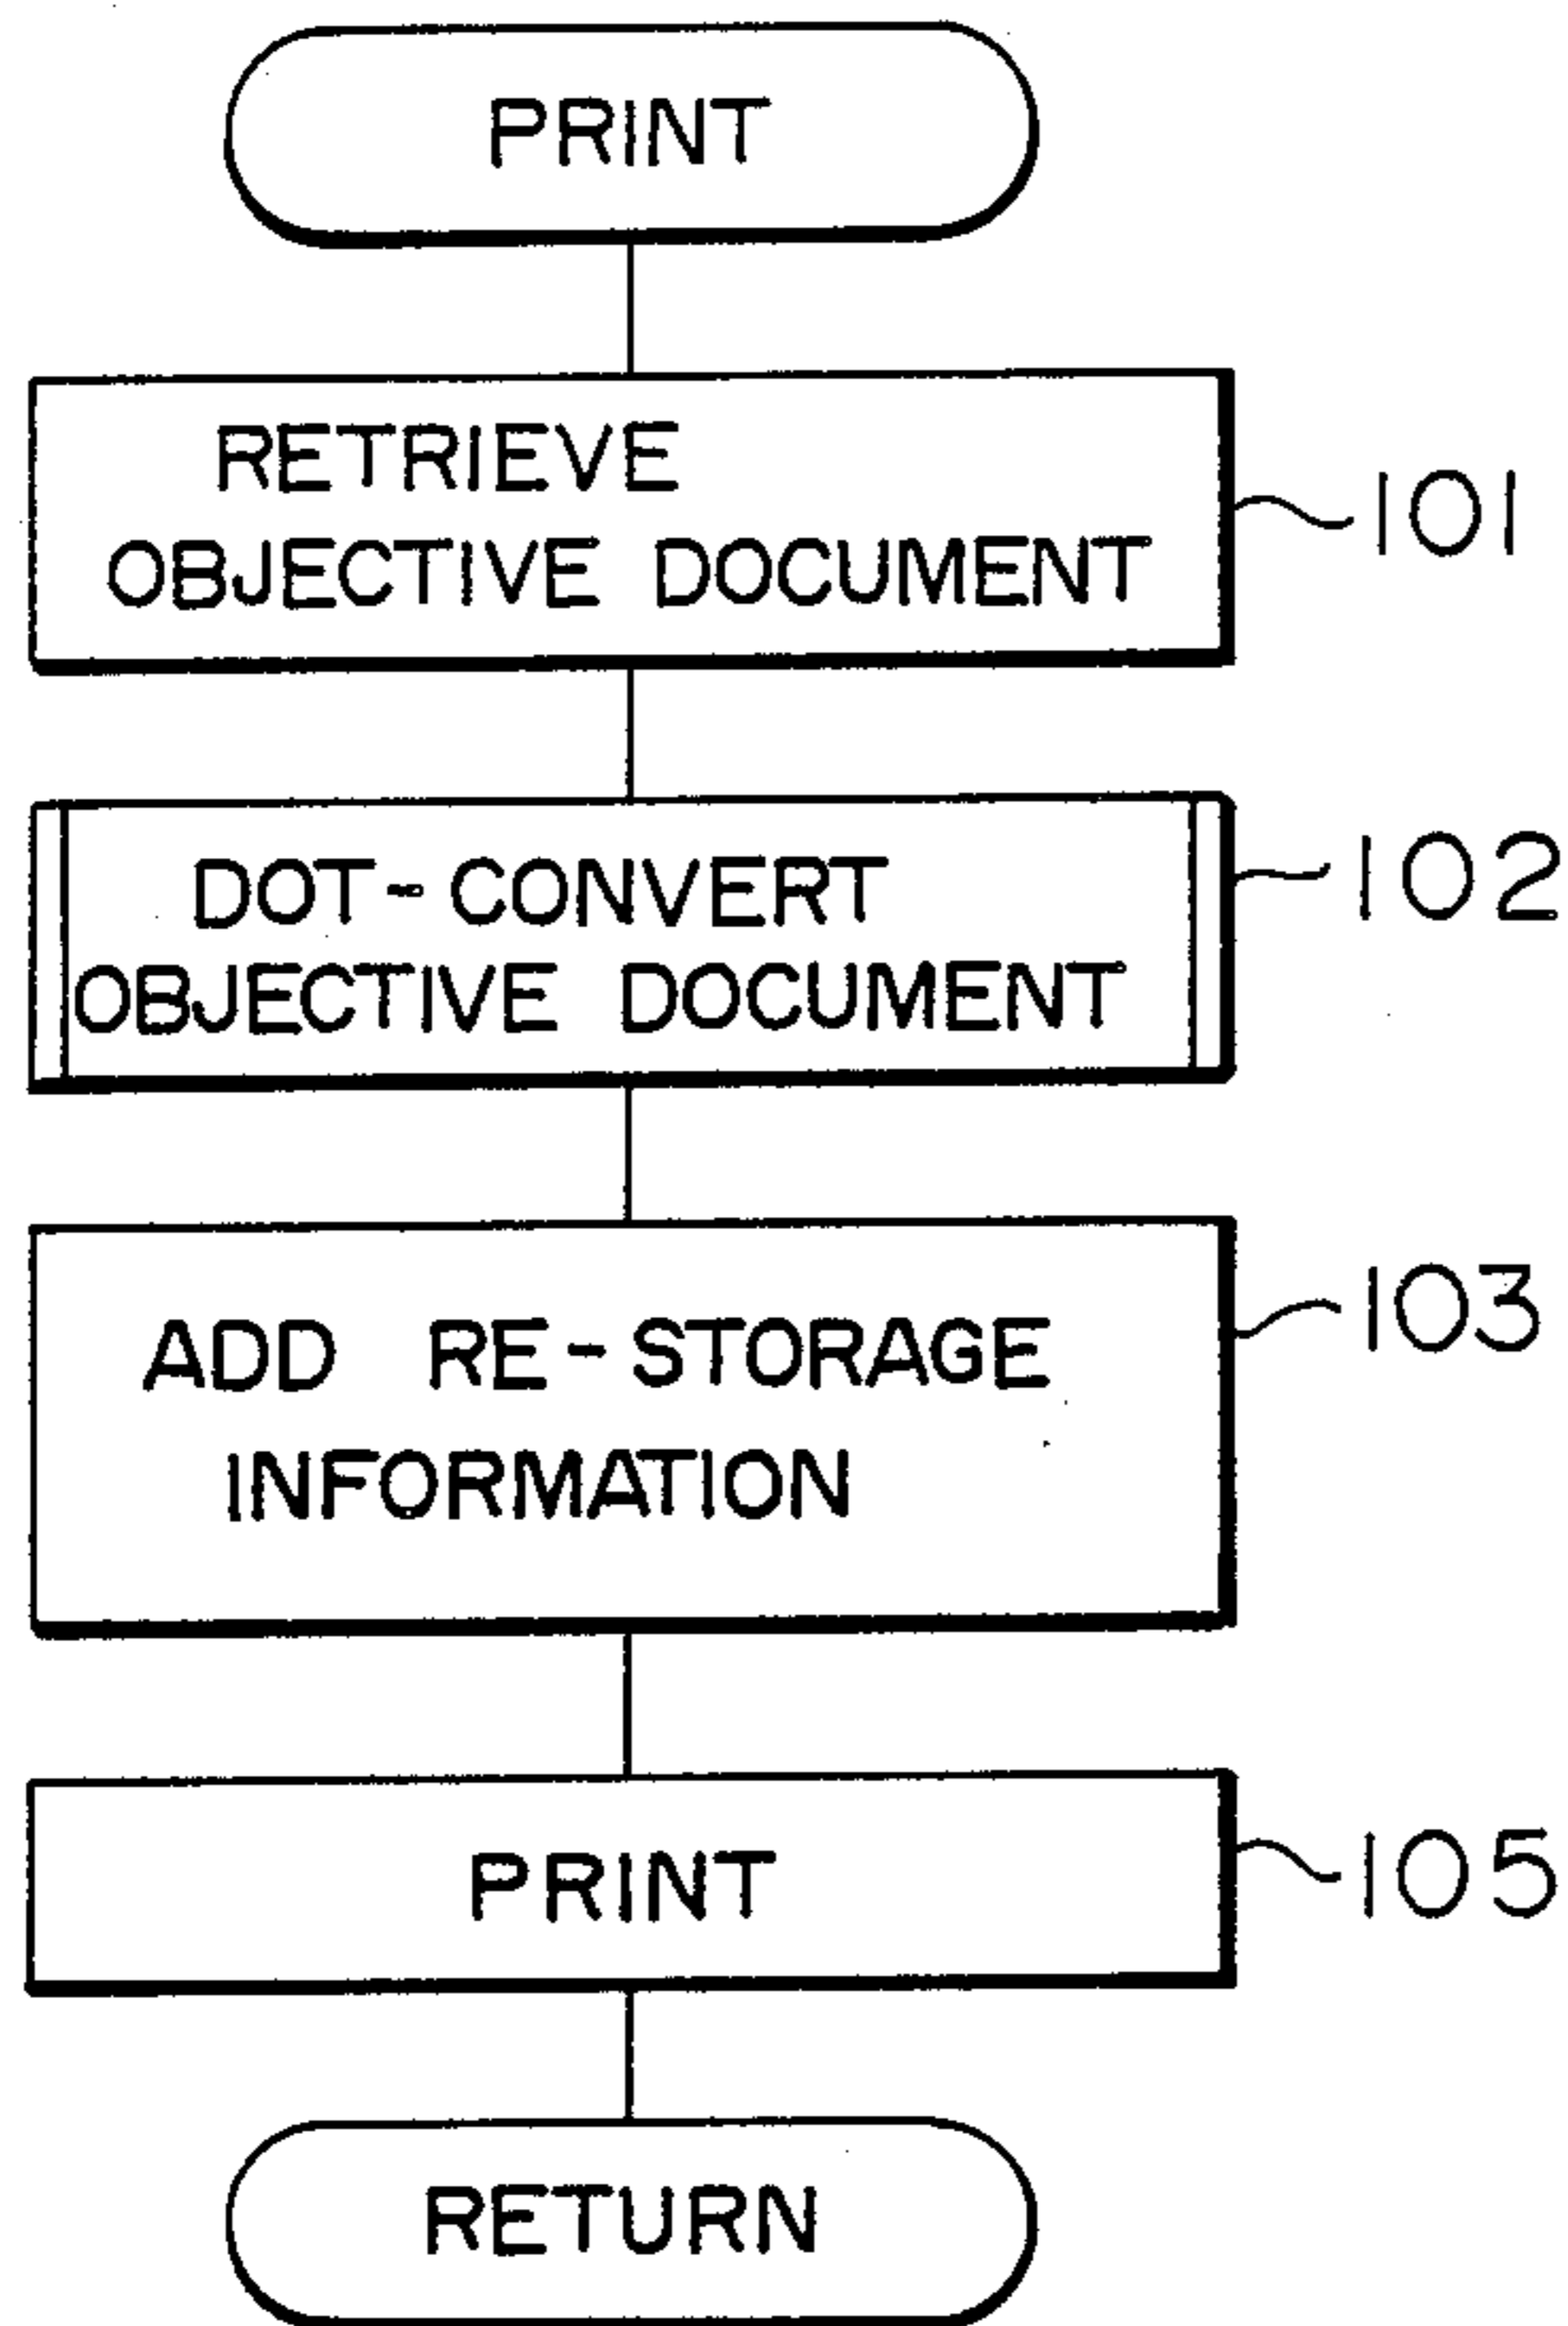 PRINT
RETRIEVE
OBJECTIVE DOCUMENT
101
DOT-CONVERT
OBJECTIVE DOCUMENT
102
ADD RE-STORAGE
INFORMATION
103
PRINT
105
RETURN